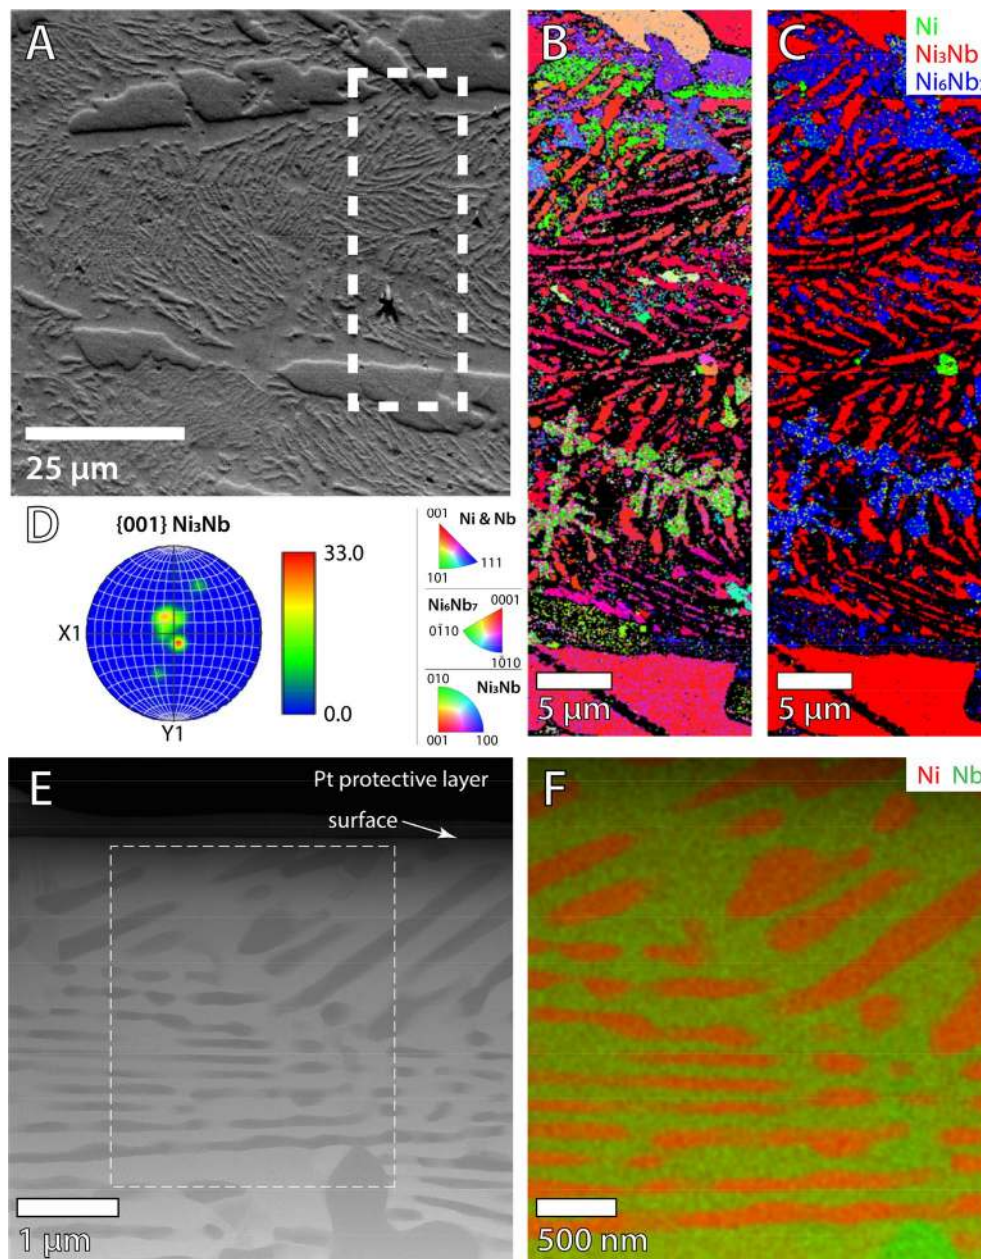 A
25 μm
B
5 μm
C
Ni
Ni₃Nb
Ni₆Nb
5 μm
D
{001} Ni₃Nb
X1
Y1
33.0
0.0
001
Ni & Nb
101
111
Ni₆Nb₇
0001
01̄10
1̄010
010
Ni₃Nb
001
100
E
Pt protective layer
surface
1 μm
F
Ni Nb
500 nm